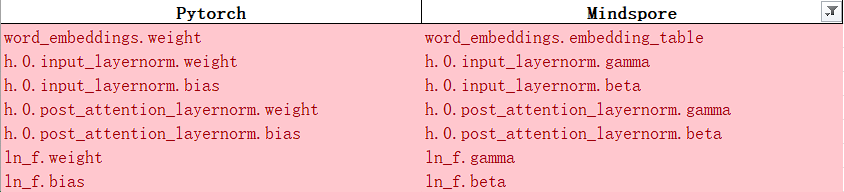 Pytorch Mindspore
word_embeddings.weight word_embeddings.embedding_table
h.0.input_layernorm.weight h.0.input_layernorm.gamma
h.0.input_layernorm.bias h.0.input_layernorm.beta
h.0.post_attention_layernorm.weight h.0.post_attention_layernorm.gamma
h.0.post_attention_layernorm.bias h.0.post_attention_layernorm.beta
ln_f.weight ln_f.gamma
ln_f.bias ln_f.beta